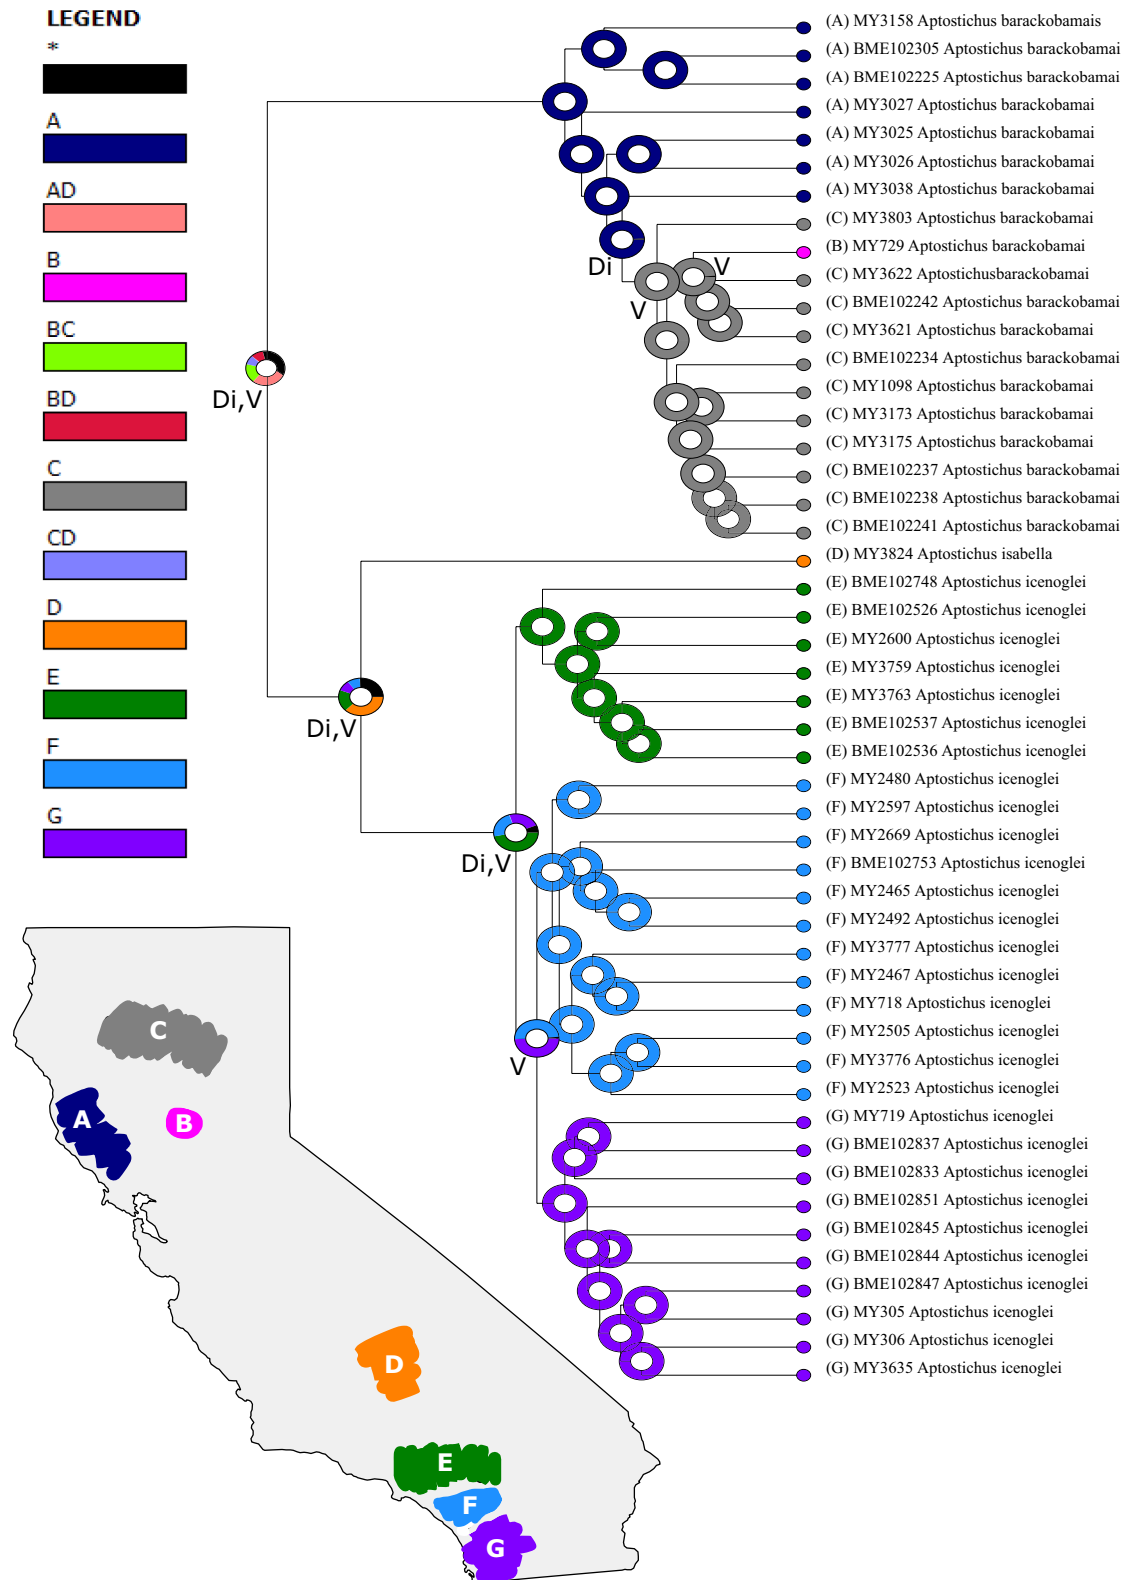 LEGEND
*
A
AD
B
BC
BD
C
CD
D
E
F
G
(A) MY3158 Aptostichus barackobamais
(A) BME102305 Aptostichus barackobamai
(A) BME102225 Aptostichus barackobamai
(A) MY3027 Aptostichus barackobamai
(A) MY3025 Aptostichus barackobamai
(A) MY3026 Aptostichus barackobamai
(A) MY3038 Aptostichus barackobamai
(C) MY3803 Aptostichus barackobamai
(B) MY729 Aptostichus barackobamai
(C) MY3622 Aptostichusbarackobamai
(C) BME102242 Aptostichus barackobamai
(C) MY3621 Aptostichus barackobamai
(C) BME102234 Aptostichus barackobamai
(C) MY1098 Aptostichus barackobamai
(C) MY3173 Aptostichus barackobamai
(C) MY3175 Aptostichus barackobamai
(C) BME102237 Aptostichus barackobamai
(C) BME102238 Aptostichus barackobamai
(C) BME102241 Aptostichus barackobamai
(D) MY3824 Aptostichus isabella
(E) BME102748 Aptostichus icenoglei
(E) BME102526 Aptostichus icenoglei
(E) MY2600 Aptostichus icenoglei
(E) MY3759 Aptostichus icenoglei
(E) MY3763 Aptostichus icenoglei
(E) BME102537 Aptostichus icenoglei
(E) BME102536 Aptostichus icenoglei
(F) MY2480 Aptostichus icenoglei
(F) MY2597 Aptostichus icenoglei
(F) MY2669 Aptostichus icenoglei
(F) BME102753 Aptostichus icenoglei
(F) MY2465 Aptostichus icenoglei
(F) MY2492 Aptostichus icenoglei
(F) MY3777 Aptostichus icenoglei
(F) MY2467 Aptostichus icenoglei
(F) MY718 Aptostichus icenoglei
(F) MY2505 Aptostichus icenoglei
(F) MY3776 Aptostichus icenoglei
(F) MY2523 Aptostichus icenoglei
(G) MY719 Aptostichus icenoglei
(G) BME102837 Aptostichus icenoglei
(G) BME102833 Aptostichus icenoglei
(G) BME102851 Aptostichus icenoglei
(G) BME102845 Aptostichus icenoglei
(G) BME102844 Aptostichus icenoglei
(G) BME102847 Aptostichus icenoglei
(G) MY305 Aptostichus icenoglei
(G) MY306 Aptostichus icenoglei
(G) MY3635 Aptostichus icenoglei
Di
V
V
Di,V
Di,V
Di,V
V
C
A
B
D
E
F
G